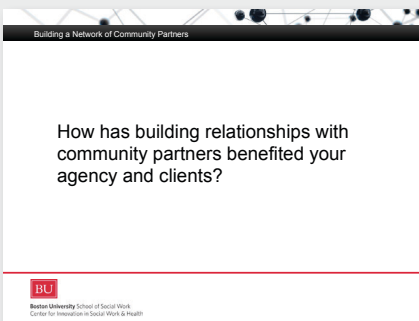 Building a Network of Community Partners
How has building relationships with
community partners benefited your
agency and clients?
BU
Boston University School of Social Work
Center for Innovation in Social Work & Health